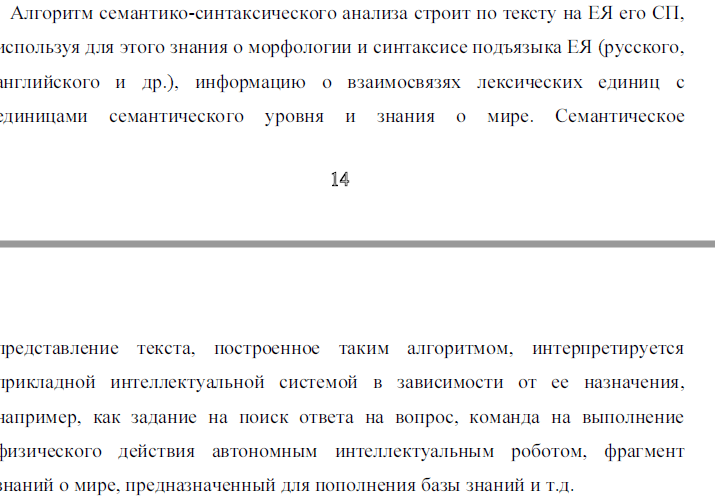 Алгоритм семантико-синтаксического анализа строит по тексту на ЕЯ его СП,
используя для этого знания о морфологии и синтаксисе подъязыка ЕЯ (русского,
английского и др.), информацию о взаимосвязях лексических единиц с
единицами семантического уровня и знания о мире. Семантическое
14
представление текста, построенное таким алгоритмом, интерпретируется
прикладной интеллектуальной системой в зависимости от ее назначения,
например, как задание на поиск ответа на вопрос, команда на выполнение
физического действия автономным интеллектуальным роботом, фрагмент
знаний о мире, предназначенный для пополнения базы знаний и т.д.